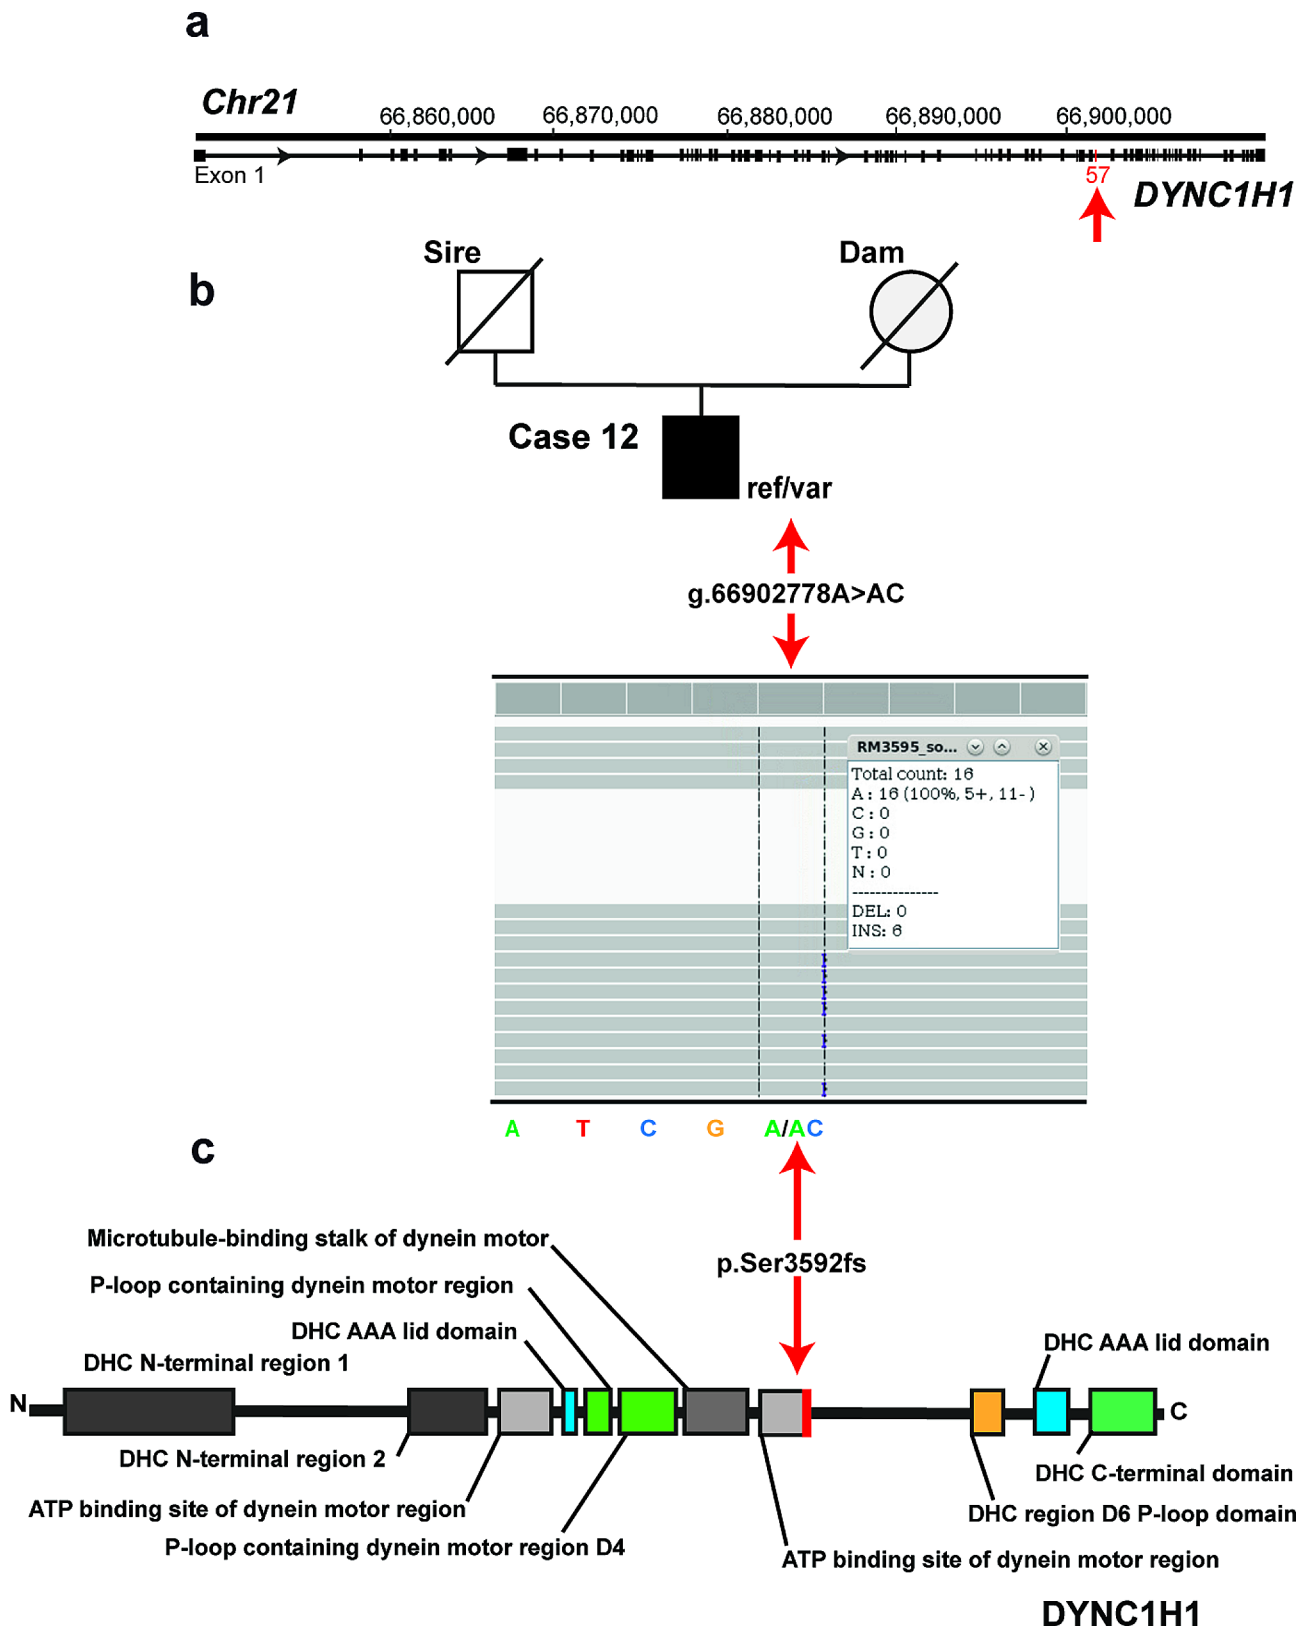 a
Chr21
66,860,000 66,870,000 66,880,000 66,890,000 66,900,000
Exon 1
57
DYNC1H1
Sire
Dam
b
Case 12
ref/var
g.66902778A>AC
RM3595_so...
Total count: 16
A : 16 (100%, 5+, 11- )
C : 0
G : 0
T : 0
N : 0
---------------
DEL: 0
INS: 6
A T C G A/AC
c
Microtubule-binding stalk of dynein motor
p.Ser3592fs
P-loop containing dynein motor region
DHC AAA lid domain
DHC AAA lid domain
DHC N-terminal region 1
N
C
DHC N-terminal region 2
DHC C-terminal domain
ATP binding site of dynein motor region
DHC region D6 P-loop domain
P-loop containing dynein motor region D4
ATP binding site of dynein motor region
DYNC1H1